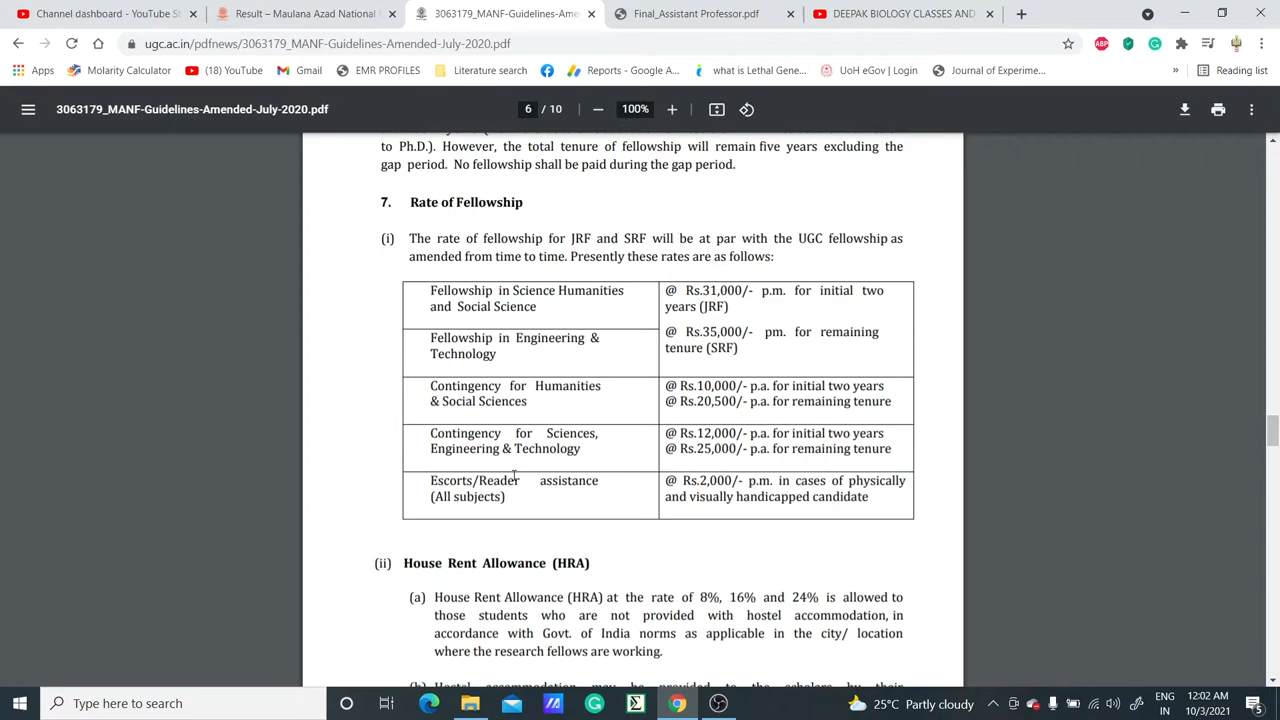 Channel dashboard - YouTube St
Result – Maulana Azad National I
3063179_MANF-Guidelines-Amend
Final_Assistant Professor.pdf
DEEPAK BIOLOGY CLASSES AND
ugc.ac.in/pdfnews/3063179_MANF-Guidelines-Amended-July-2020.pdf
Apps
Molarity Calculator
(18) YouTube
Gmail
EMR PROFILES
Literature search
Reports - Google A...
what is Lethal Gene...
UoH eGov | Login
Journal of Experime...
»
Reading list
3063179_MANF-Guidelines-Amended-July-2020.pdf
6 / 10
100%
to Ph.D.). However, the total tenure of fellowship will remain five years excluding the
gap period. No fellowship shall be paid during the gap period.
7. Rate of Fellowship
(i) The rate of fellowship for JRF and SRF will be at par with the UGC fellowship as
amended from time to time. Presently these rates are as follows:
Fellowship in Science Humanities
and Social Science
@ Rs.31,000/- p.m. for initial two
years (JRF)
Fellowship in Engineering &
Technology
@ Rs.35,000/- pm. for remaining
tenure (SRF)
Contingency for Humanities
& Social Sciences
@ Rs.10,000/- p.a. for initial two years
@ Rs.20,500/- p.a. for remaining tenure
Contingency for Sciences,
Engineering & Technology
@ Rs.12,000/- p.a. for initial two years
@ Rs.25,000/- p.a. for remaining tenure
Escorts/Reader assistance
(All subjects)
@ Rs.2,000/- p.m. in cases of physically
and visually handicapped candidate
(ii) House Rent Allowance (HRA)
(a) House Rent Allowance (HRA) at the rate of 8%, 16% and 24% is allowed to
those students who are not provided with hostel accommodation, in
accordance with Govt. of India norms as applicable in the city/ location
where the research fellows are working.
(b) Hostel accommodation may be provided to the scholars by their
Type here to search
25°C Partly cloudy
ENG
IN
12:02 AM
10/3/2021
5